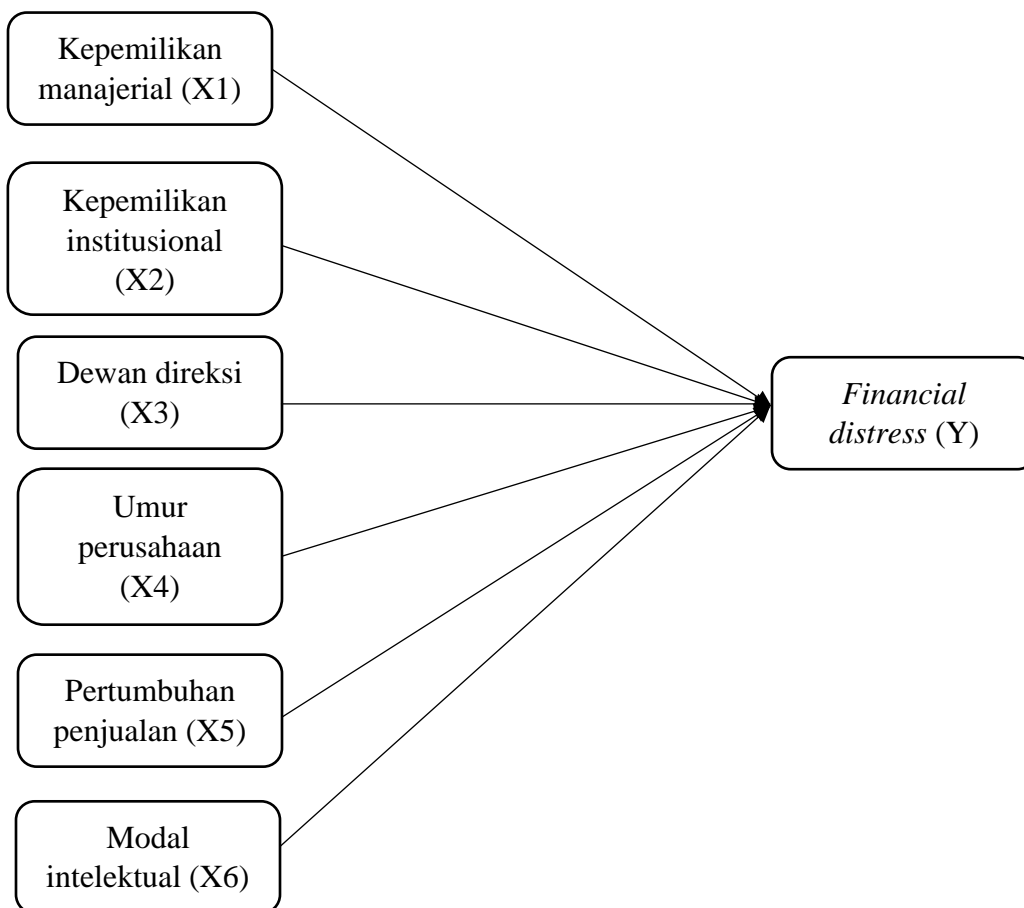 Kepemilikan
manajerial (X1)
Kepemilikan
institusional
(X2)
Dewan direksi
(X3)
Umur
perusahaan
(X4)
Pertumbuhan
penjualan (X5)
Modal
intelektual (X6)
Financial
distress (Y)